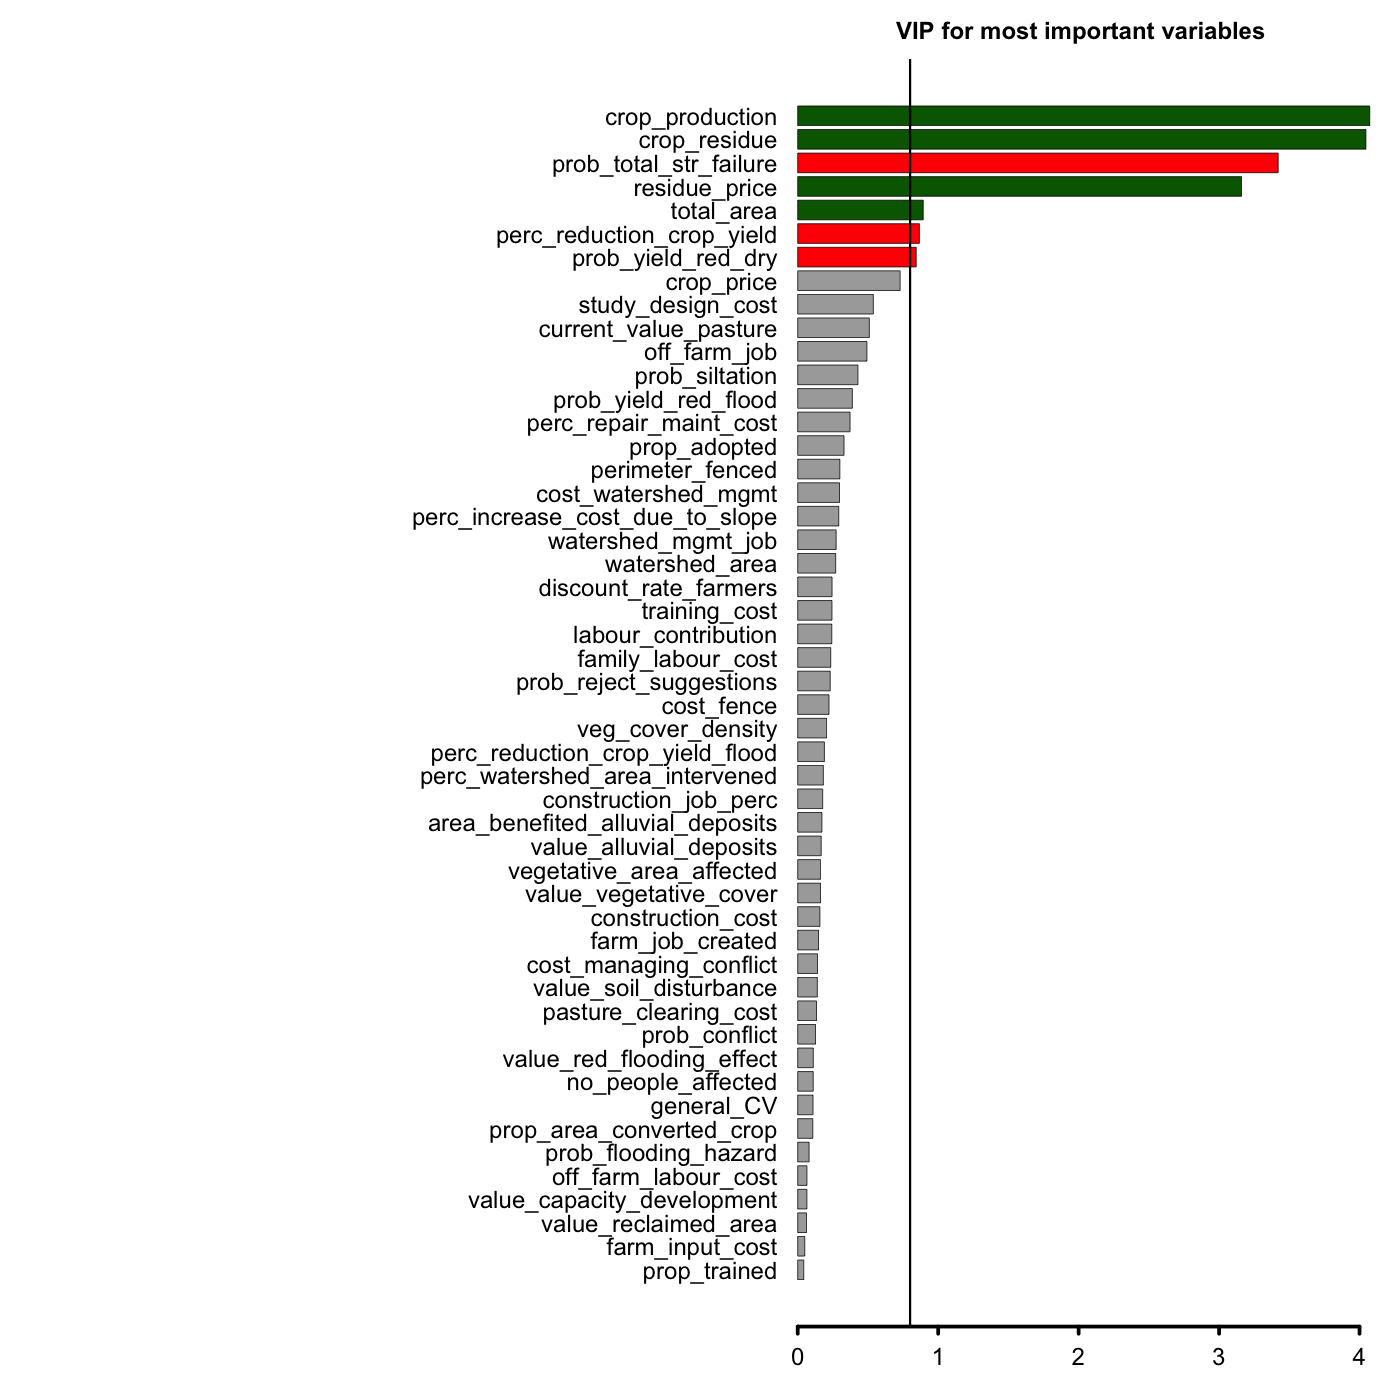 VIP for most important variables
crop_production
crop_residue
prob_total_str_failure
residue_price
total_area
perc_reduction_crop_yield
prob_yield_red_dry
crop_price
study_design_cost
current_value_pasture
off_farm_job
prob_siltation
prob_yield_red_flood
perc_repair_maint_cost
prop_adopted
perimeter_fenced
cost_watershed_mgmt
perc_increase_cost_due_to_slope
watershed_mgmt_job
watershed_area
discount_rate_farmers
training_cost
labour_contribution
family_labour_cost
prob_reject_suggestions
cost_fence
veg_cover_density
perc_reduction_crop_yield_flood
perc_watershed_area_intervened
construction_job_perc
area_benefited_alluvial_deposits
value_alluvial_deposits
vegetative_area_affected
value_vegetative_cover
construction_cost
farm_job_created
cost_managing_conflict
value_soil_disturbance
pasture_clearing_cost
prob_conflict
value_red_flooding_effect
no_people_affected
general_CV
prop_area_converted_crop
prob_flooding_hazard
off_farm_labour_cost
value_capacity_development
value_reclaimed_area
farm_input_cost
prop_trained
0 1 2 3 4